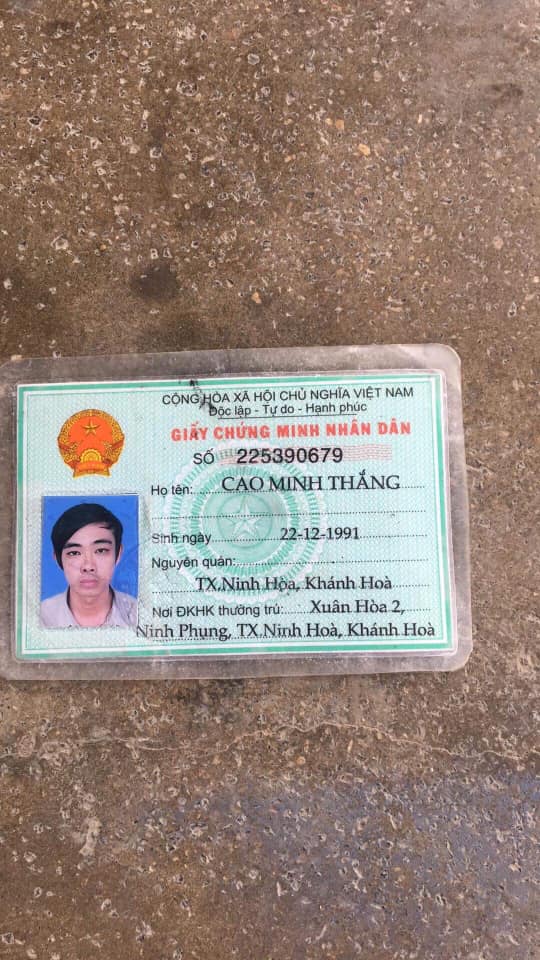 CỘNG HÒA XÃ HỘI CHỦ NGHĨA VIỆT NAM
Độc lập - Tự do - Hạnh phúc
GIẤY CHỨNG MINH NHÂN DÂN
SỐ 225390679
Họ tên: CAO MINH THẮNG
Sinh ngày 22-12-1991
Nguyên quán:
TX.Ninh Hòa, Khánh Hoà
Nơi ĐKHK thường trú: Xuân Hòa 2,
Ninh Phụng, TX.Ninh Hoà, Khánh Hoà